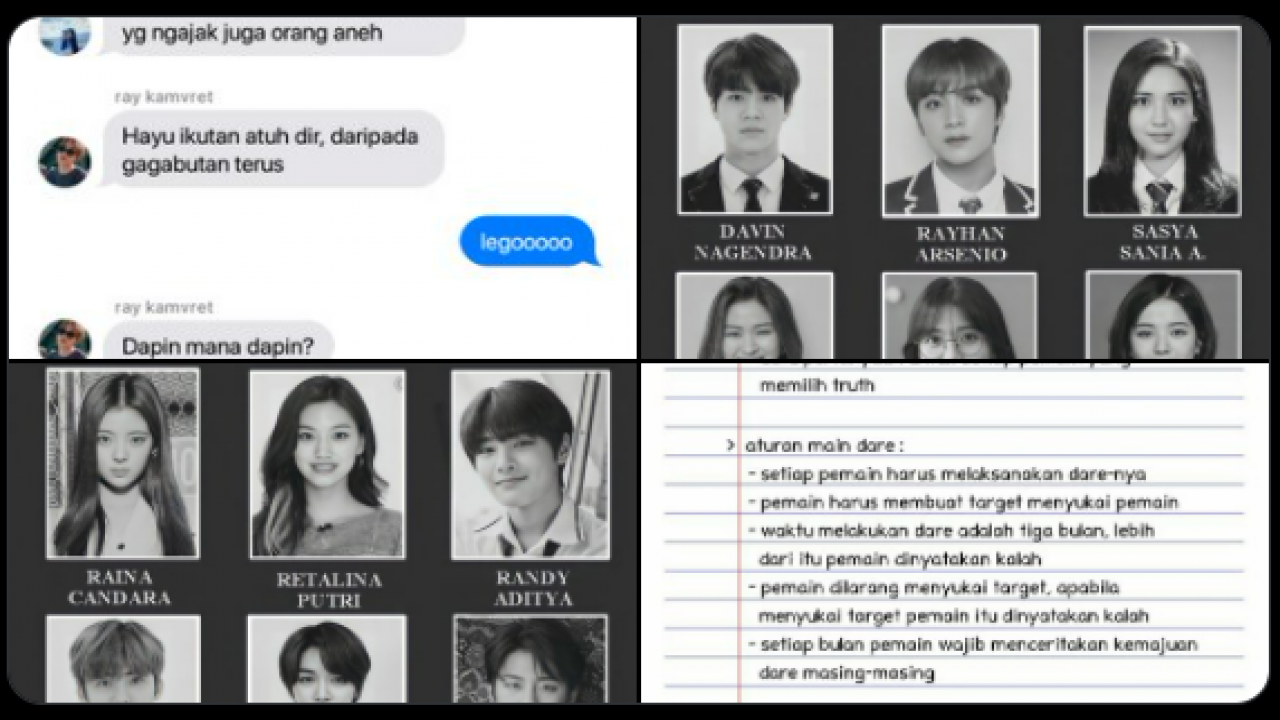 yg ngajak juga orang aneh
ray kamvret
Hayu ikutan atuh dir, daripada
gagabutan terus
legooooo
ray kamvret
Dapin mana dapin?
DAVIN
NAGENDRA
RAYHAN
ARSENIO
SASYA
SANIA A.
RAINA
CANDARA
RETALINA
PUTRI
RANDY
ADITYA
memilih truth
> aturan main dare :
- setiap pemain harus melaksanakan dare-nya
- pemain harus membuat target menyukai pemain
- waktu melakukan dare adalah tiga bulan, lebih
dari itu pemain dinyatakan kalah
- pemain dilarang menyukai target, apabila
menyukai target pemain itu dinyatakan kalah
- setiap bulan pemain wajib menceritakan kemajuan
dare masing-masing